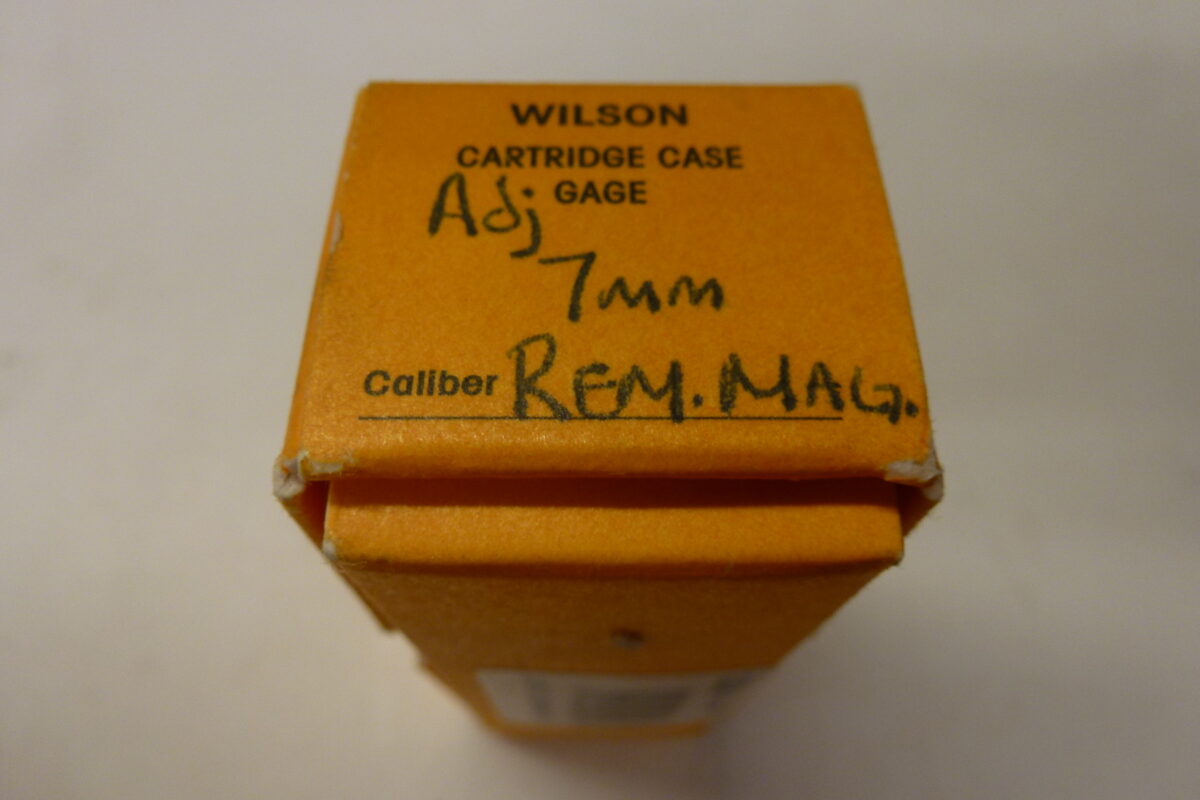 WILSON
CARTRIDGE CASE
Adj GAGE
7mm
Caliber REM. MAG.